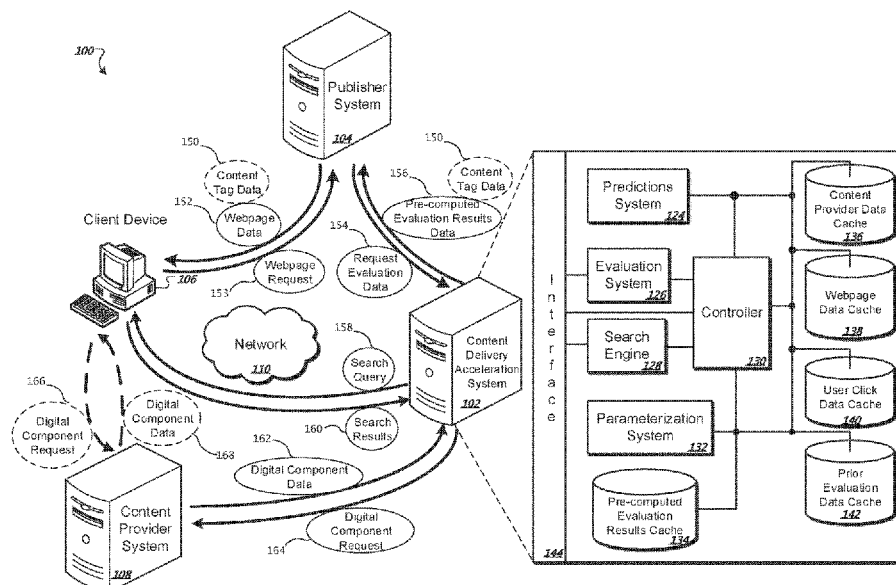 100
Publisher
System
104
150
Content
Tag Data
152
Webpage
Data
Client Device
106
Webpage
Request
153
156
150
Content
Tag Data
Pre-computed
Evaluation Results
Data
154
Request
Evaluation
Data
Network
110
158
Search
Query
Content
Delivery
Acceleration
System
102
160
Search
Results
166
Digital
Component
Request
Digital
Component
Data
168
162
Digital Component
Data
Content
Provider
System
108
Digital
Component
Request
164
Interface
144
Predictions
System
124
Evaluation
System
126
Search
Engine
128
Controller
130
Parameterization
System
132
Pre-computed
Evaluation
Results Cache
134
Content
Provider Data
Cache
136
Webpage
Data Cache
138
User Click
Data Cache
140
Prior
Evaluation
Data Cache
142